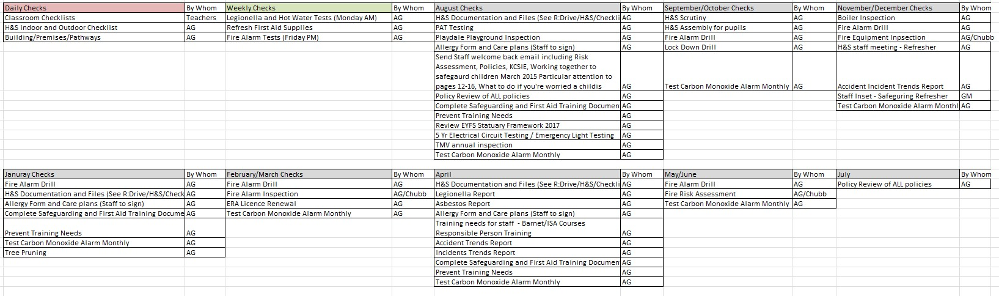 Daily Checks By Whom Weekly Checks By Whom August Checks By Whom September/October Checks By Whom November/December Checks By Whom
Classroom Checklists Teachers Legionella and Hot Water Tests (Monday AM) AG H&S Documentation and Files (See R:Drive/H&S/Checkli AG H&S Scrutiny AG Boiler Inspection AG
H&S indoor and Outdoor Checklist AG Refresh First Aid Supplies AG PAT Testing AG H&S Assembly for pupils AG Fire Alarm Drill AG
Building/Premises/Pathways AG Fire Alarm Tests (Friday PM) AG Playdale Playground Inspection AG Fire Alarm Drill AG Fire Equipment Inpsection AG/Chubb
Allergy Form and Care plans (Staff to sign) AG Lock Down Drill AG H&S staff meeting - Refresher AG
Send Staff welcome back email including Risk
Assessment, Policies, KCSIE, Working together to
safegaurd children March 2015 Particular attention to
pages 12-16, What to do if you're worried a childis AG Test Carbon Monoxide Alarm Monthly AG Accident Incident Trends Report AG
Policy Review of ALL policies AG Staff Inset - Safeguring Refresher GM
Complete Safeguarding and First Aid Training Documen AG Test Carbon Monoxide Alarm Monthl AG
Prevent Training Needs AG
Review EYFS Statuary Framework 2017 AG
5 Yr Electrical Circuit Testing / Emergency Light Testing AG
TMV annual inspection AG
Test Carbon Monoxide Alarm Monthly AG
Januray Checks By Whom February/March Checks By Whom April By Whom May/June By Whom July By Whom
Fire Alarm Drill AG Fire Alarm Drill AG H&S Documentation and Files (See R:Drive/H&S/Checkli AG Fire Alarm Drill AG Policy Review of ALL policies AG
H&S Documentation and Files (See R:Drive/H&S/Check AG Fire Alarm Inspection AG/Chubb Legionella Report AG Fire Risk Assessment AG/Chubb
Allergy Form and Care plans (Staff to sign) AG ERA Licence Renewal AG Asbestos Report AG Test Carbon Monoxide Alarm Monthly AG
Complete Safeguarding and First Aid Training Docume AG Test Carbon Monoxide Alarm Monthly AG Allergy Form and Care plans (Staff to sign) AG
Training needs for staff - Barnet/ISA Courses
Prevent Training Needs AG Responsible Person Training AG
Test Carbon Monoxide Alarm Monthly AG Accident Trends Report AG
Tree Pruning AG Incidents Trends Report AG
Complete Safeguarding and First Aid Training Documen AG
Prevent Training Needs AG
Test Carbon Monoxide Alarm Monthly AG